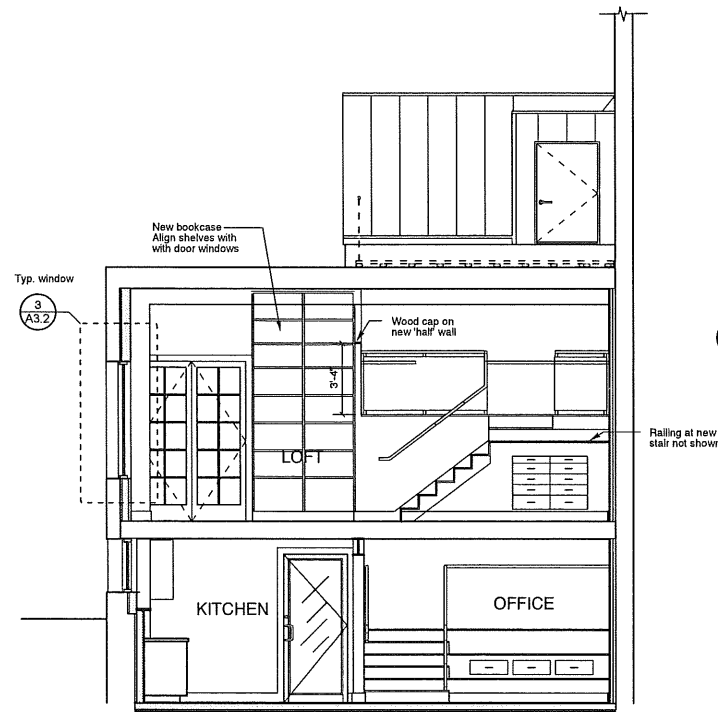 New bookcase
Align shelves with
with door windows
Typ. window
3
A3.2
Wood cap on
new 'half' wall
3'-4"
Railing at new
stair not shown
LOFT
KITCHEN
OFFICE